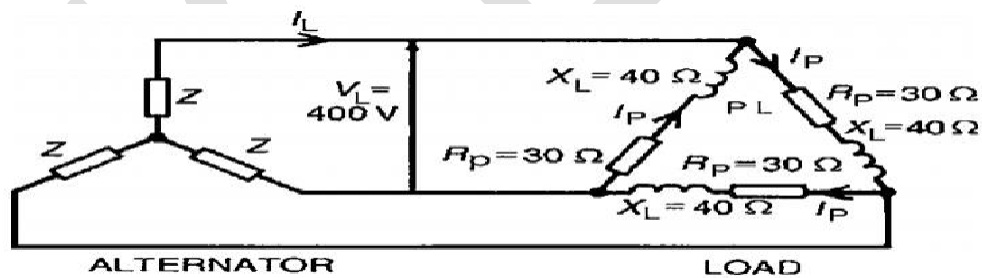 I_L
Z
Z
Z
V_L =
400 V
X_L = 40 Ω
I_P
R_p = 30 Ω
P L
I_P
R_P = 30 Ω
X_L = 40 Ω
R_p = 30 Ω
X_L = 40 Ω
I_P
ALTERNATOR
LOAD